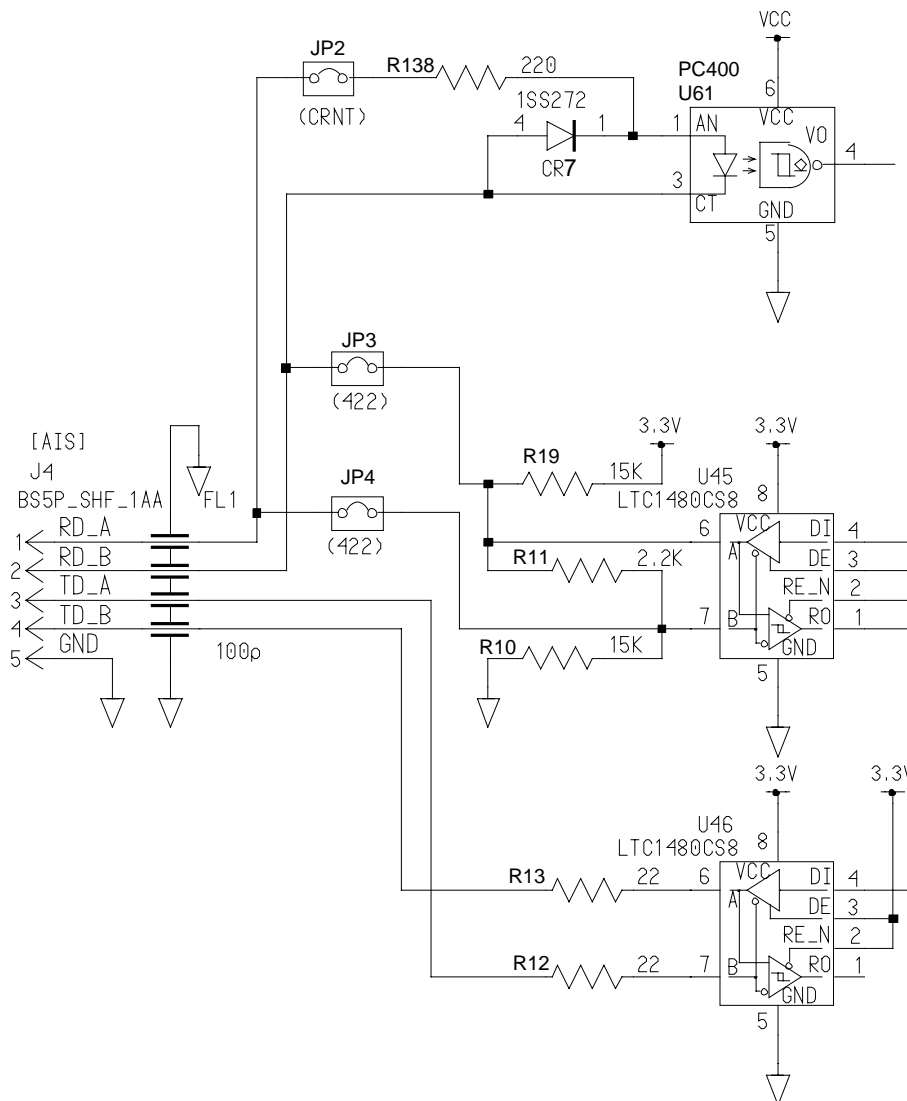 VCC
JP2
R138
220
PC400
U61
6
(CRNT)
1SS272
VCC
4
1
1
AN
VO
4
CR7
3
CT
GND
5
JP3
(422)
[AIS]
3.3V
3.3V
J4
R19
15K
U45
BS5P_SHF_1AA
FL1
JP4
LTC1480CS8
8
RD_A
6
VCC
DI
4
1
(422)
A
RD_B
R11
2.2K
DE
3
2
TD_A
RE_N
2
3
TD_B
7
B
RO
1
4
GND
100p
R10
15K
GND
5
5
3.3V
3.3V
U46
LTC1480CS8
8
R13
22
6
VCC
DI
4
A
DE
3
RE_N
2
R12
22
7
B
RO
1
GND
5